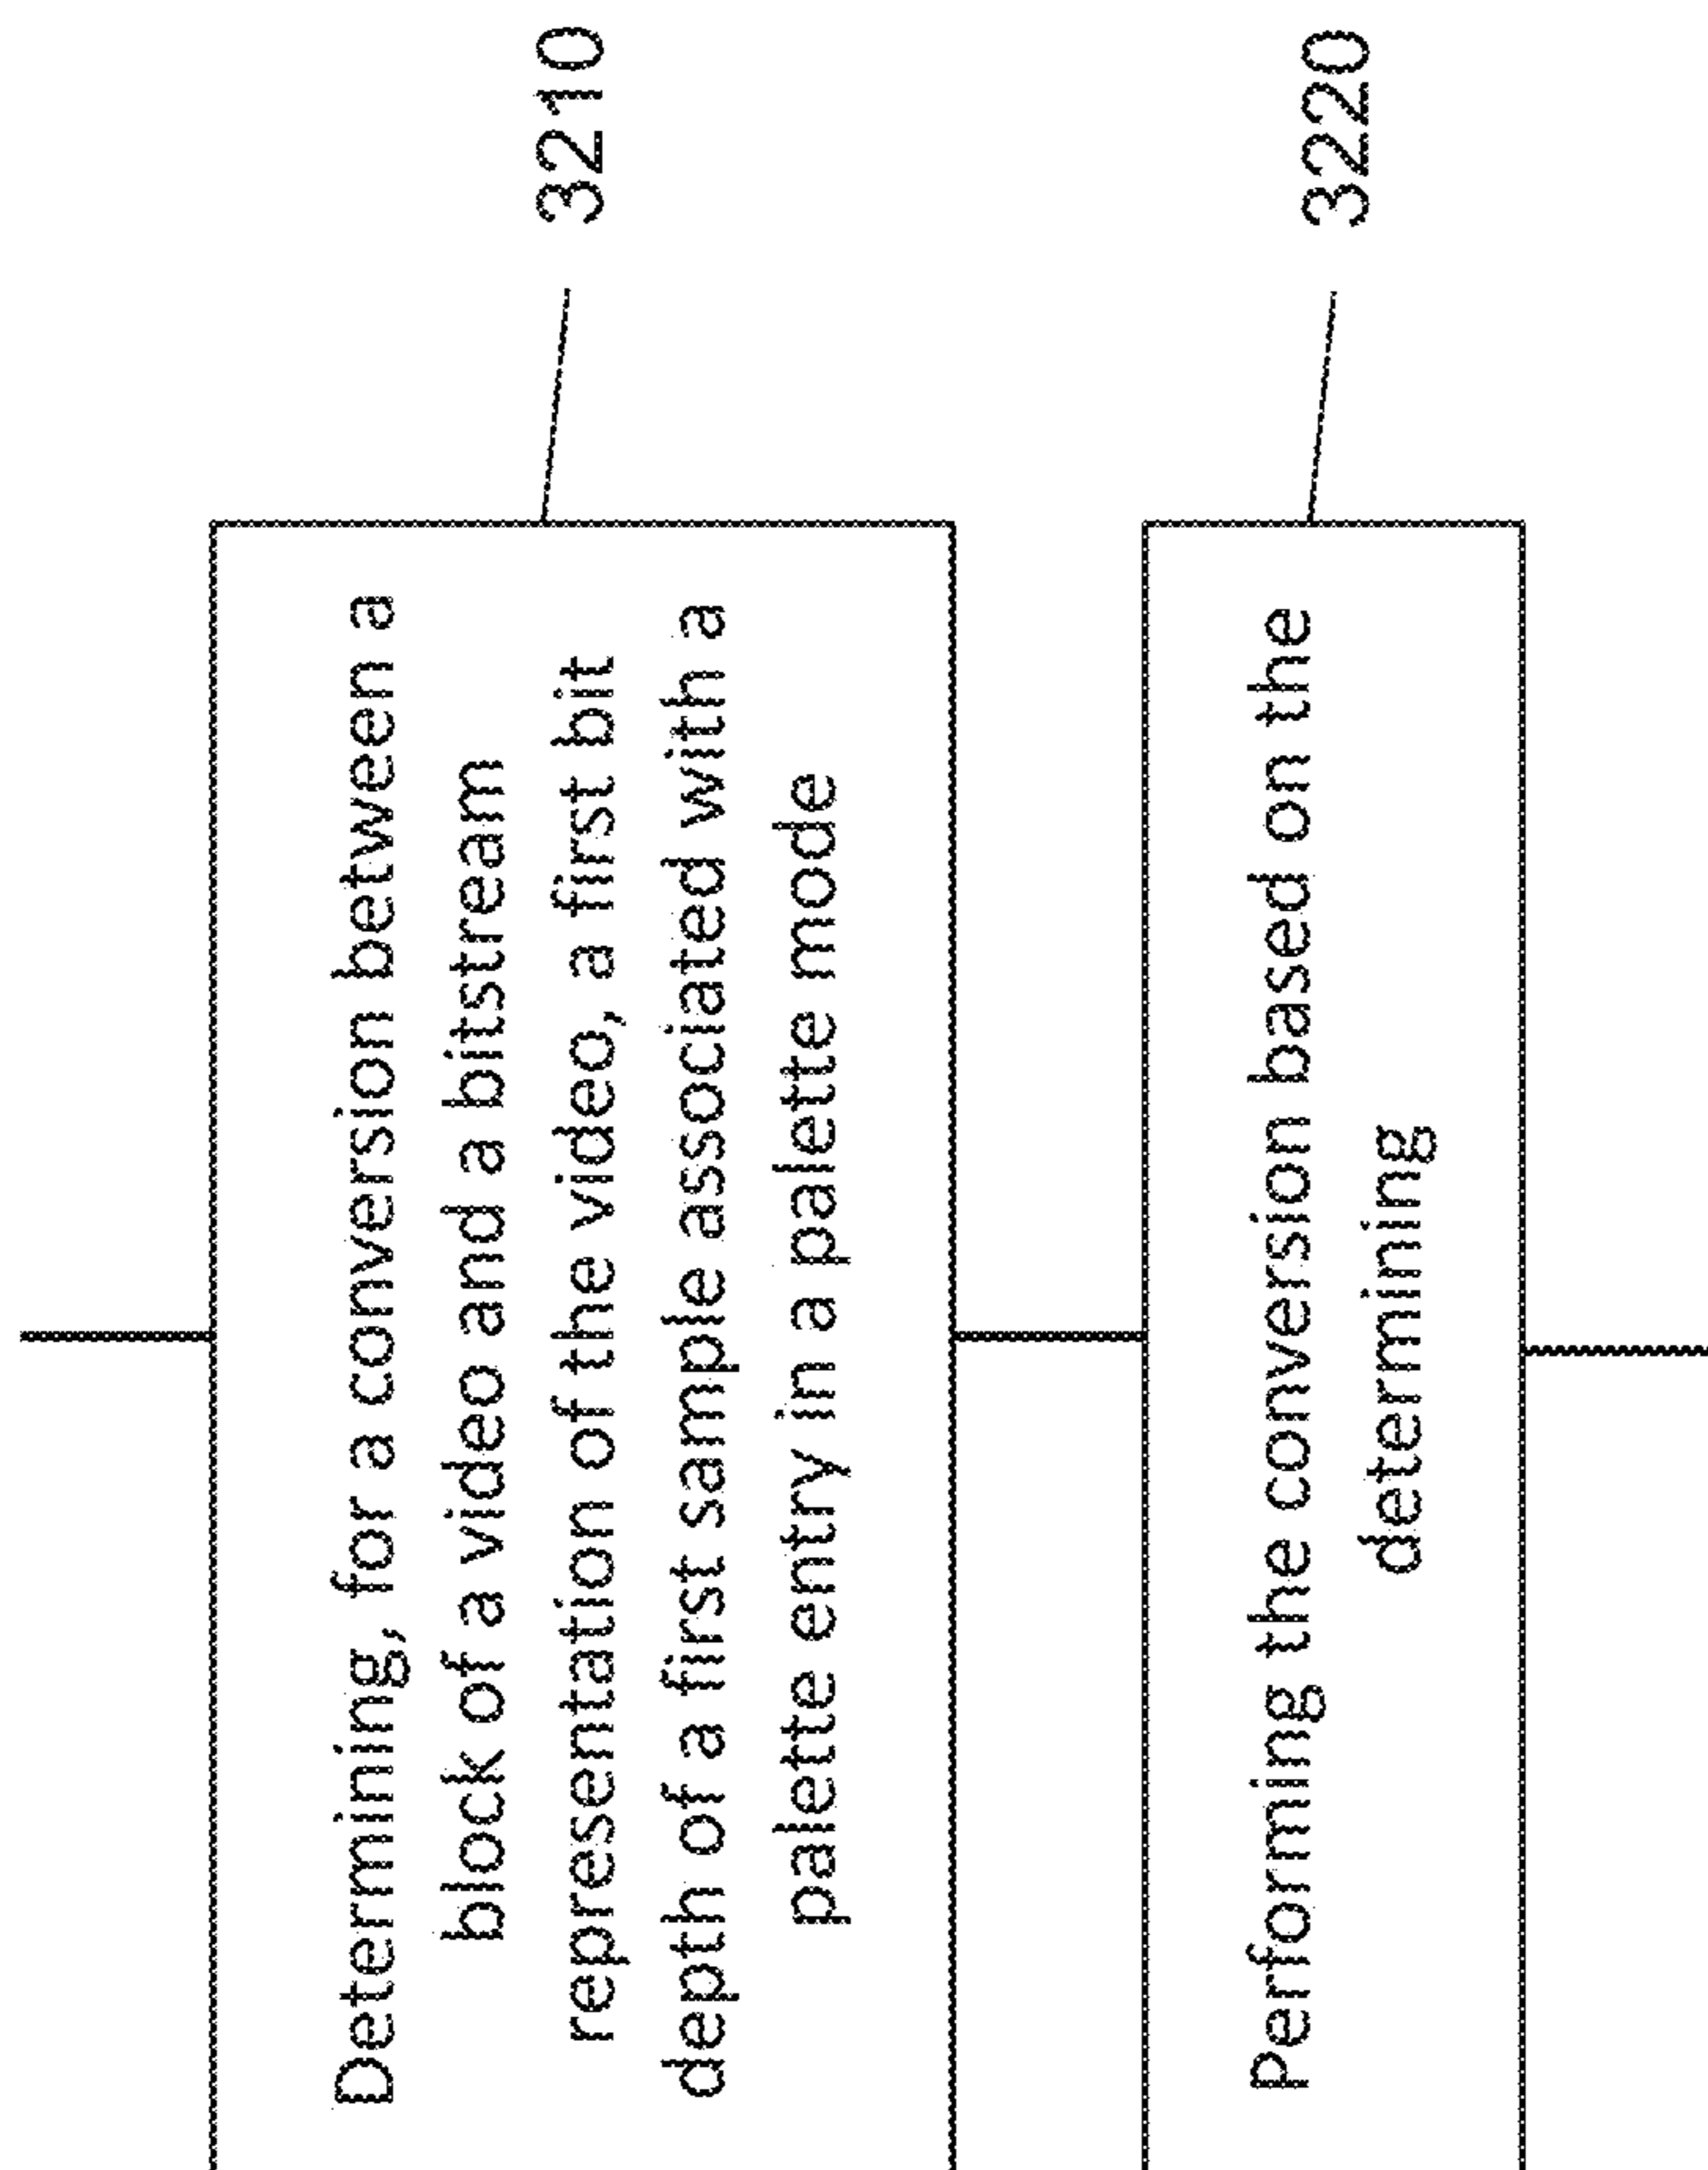 Determining, for a conversion between a
block of a video and a bitstream
representation of the video, a first bit
depth of a first sample associated with a
palette entry in a palette mode
3210
Performing the conversion based on the
determining
3220